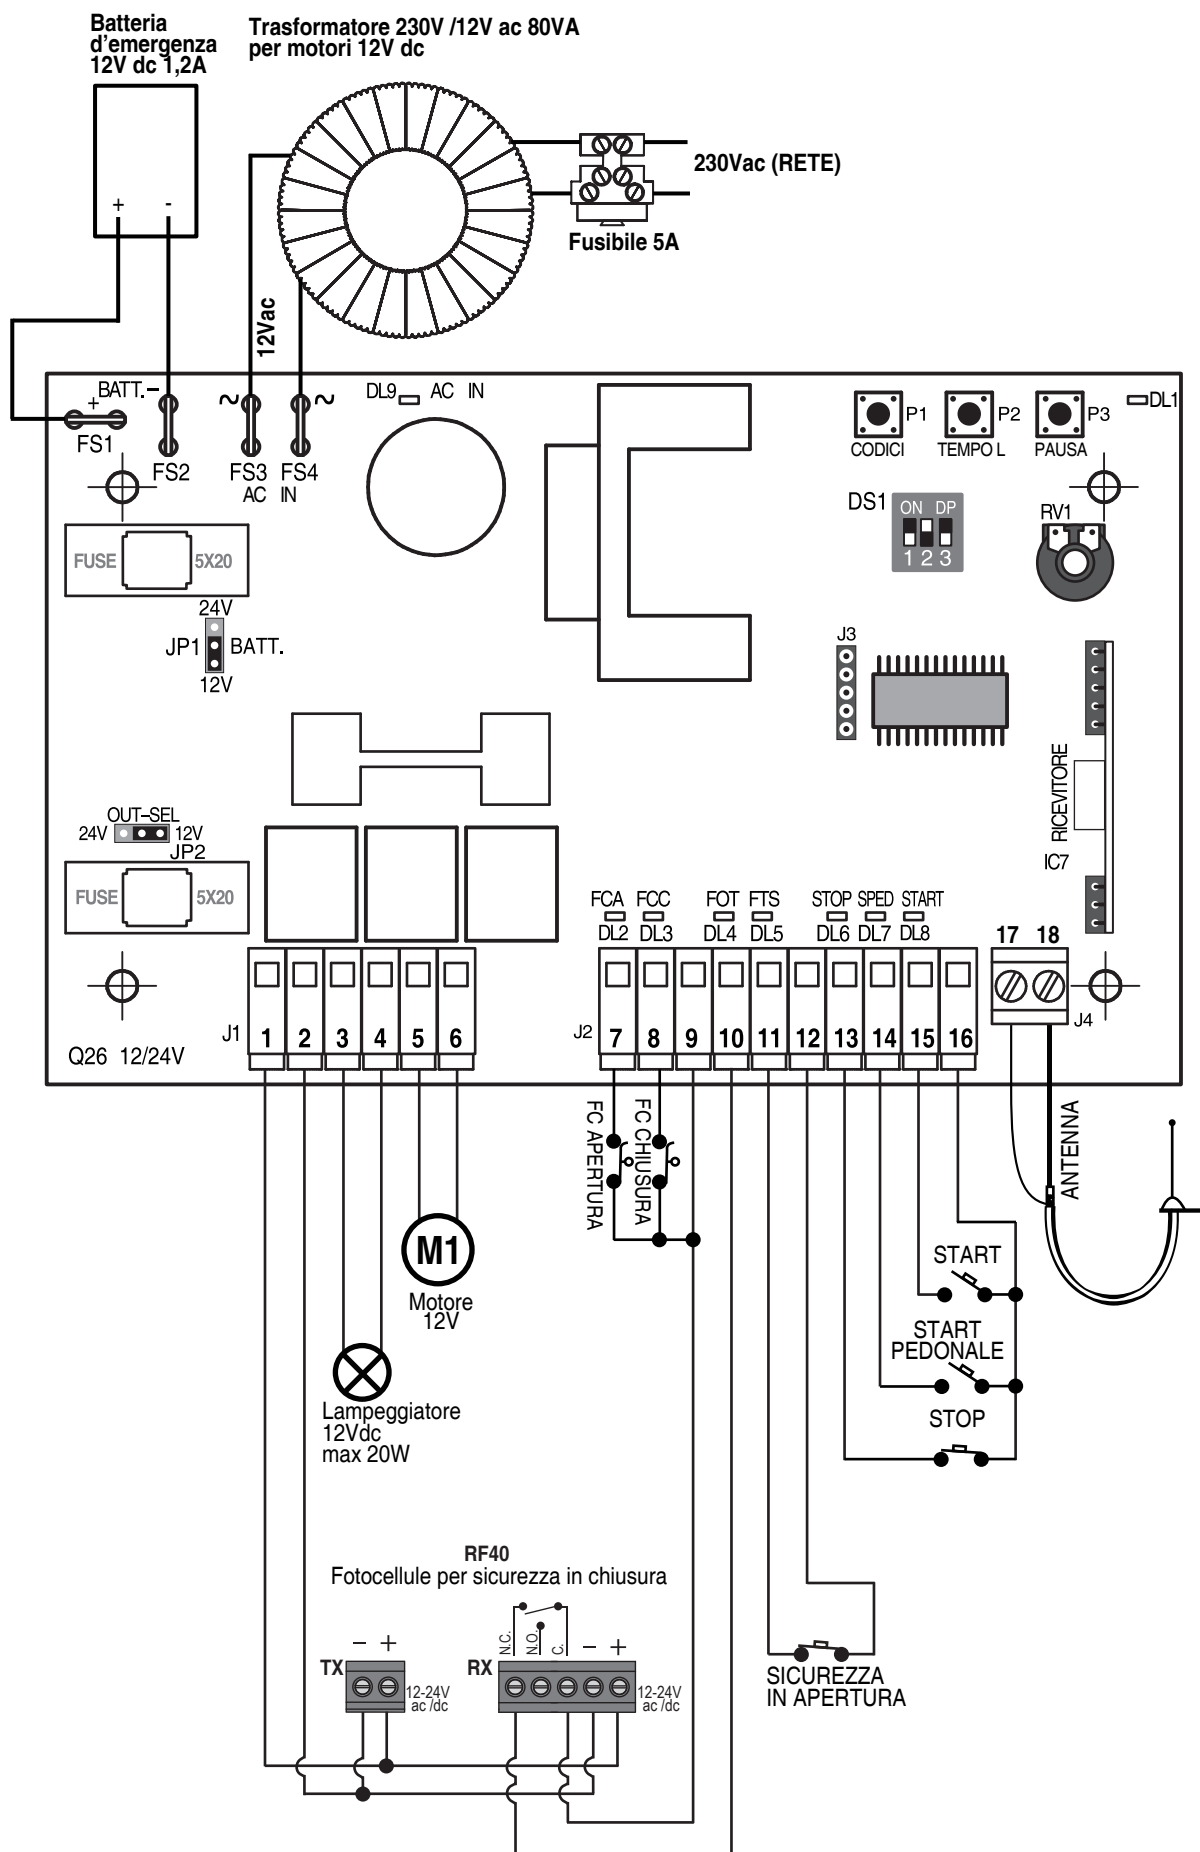 Batteria
d'emergenza
12V dc 1,2A
Trasformatore 230V /12V ac 80VA
per motori 12V dc
+ -
230Vac (RETE)
Fusibile 5A
12Vac
BATT. –
+
FS1
FS2
~ ~
FS3 FS4
AC IN
DL9 AC IN
P1
CODICI
P2
TEMPO L
P3
PAUSA
DL1
DS1
ON DP
1 2 3
RV1
FUSE 5X20
24V
JP1 BATT.
12V
J3
RICEVITORE
IC7
OUT-SEL
24V 12V
JP2
FUSE 5X20
FCA FCC FOT FTS STOP SPED START
DL2 DL3 DL4 DL5 DL6 DL7 DL8
17 18
J4
J1 1 2 3 4 5 6
J2 7 8 9 10 11 12 13 14 15 16
Q26 12/24V
FC APERTURA
FC CHIUSURA
ANTENNA
M1
Motore
12V
START
START
PEDONALE
STOP
Lampeggiatore
12Vdc
max 20W
RF40
Fotocellule per sicurezza in chiusura
TX – +
12-24V
ac /dc
RX N.C. N.O. C. – +
12-24V
ac /dc
SICUREZZA
IN APERTURA